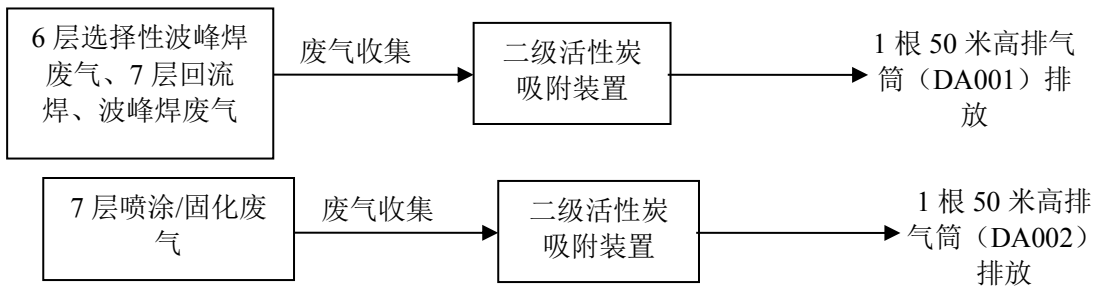 6 层选择性波峰焊
废气、7 层回流
焊、波峰焊废气
废气收集
二级活性炭
吸附装置
1 根 50 米高排气
筒（DA001）排
放
7 层喷涂/固化废
气
废气收集
二级活性炭
吸附装置
1 根 50 米高排
气筒（DA002）
排放